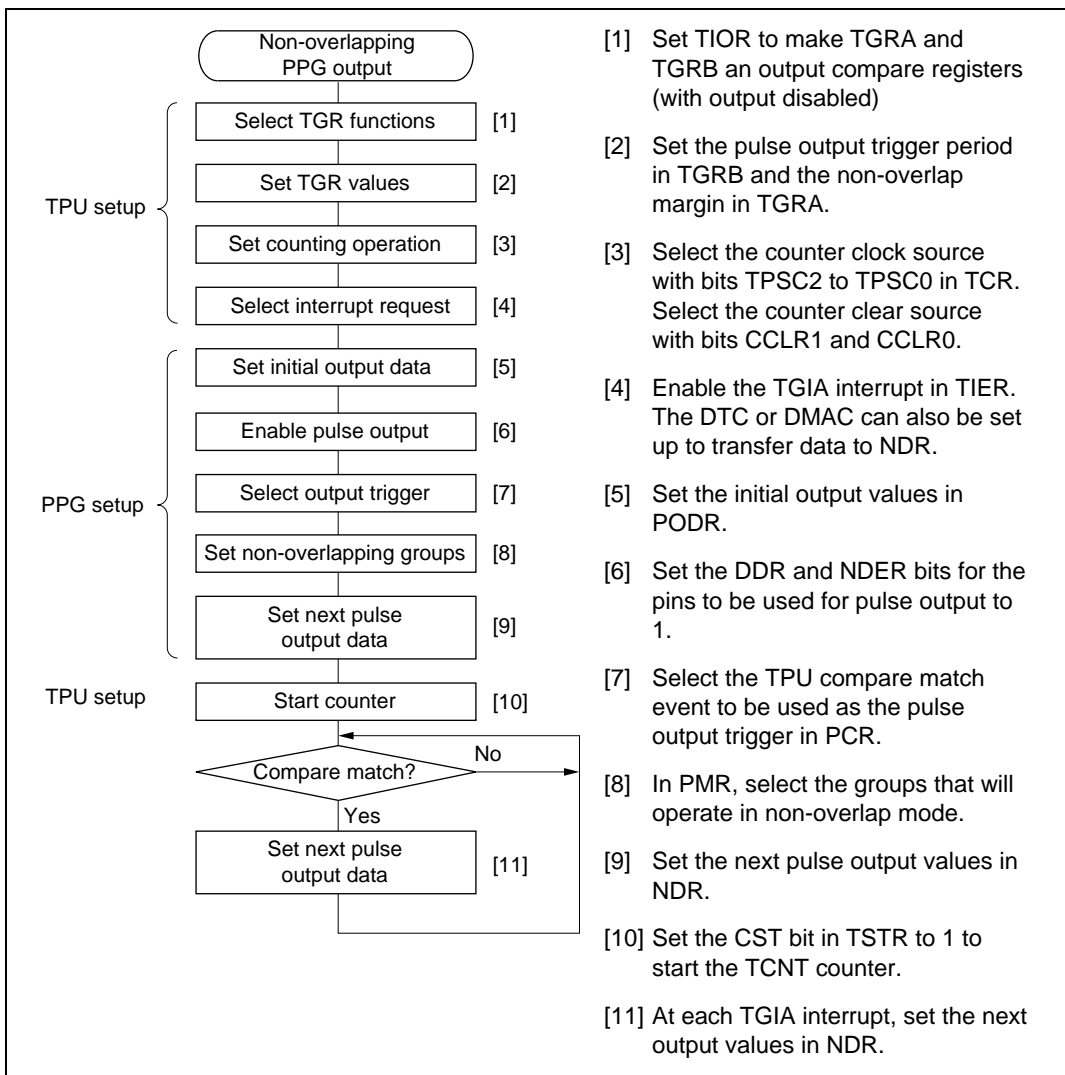 Non-overlapping
PPG output
TPU setup
Select TGR functions [1]
Set TGR values [2]
Set counting operation [3]
Select interrupt request [4]
PPG setup
Set initial output data [5]
Enable pulse output [6]
Select output trigger [7]
Set non-overlapping groups [8]
Set next pulse
output data [9]
TPU setup
Start counter [10]
Compare match?
No
Yes
Set next pulse
output data [11]
[1] Set TIOR to make TGRA and
TGRB an output compare registers
(with output disabled)
[2] Set the pulse output trigger period
in TGRB and the non-overlap
margin in TGRA.
[3] Select the counter clock source
with bits TPSC2 to TPSC0 in TCR.
Select the counter clear source
with bits CCLR1 and CCLR0.
[4] Enable the TGIA interrupt in TIER.
The DTC or DMAC can also be set
up to transfer data to NDR.
[5] Set the initial output values in
PODR.
[6] Set the DDR and NDER bits for the
pins to be used for pulse output to
1.
[7] Select the TPU compare match
event to be used as the pulse
output trigger in PCR.
[8] In PMR, select the groups that will
operate in non-overlap mode.
[9] Set the next pulse output values in
NDR.
[10] Set the CST bit in TSTR to 1 to
start the TCNT counter.
[11] At each TGIA interrupt, set the next
output values in NDR.